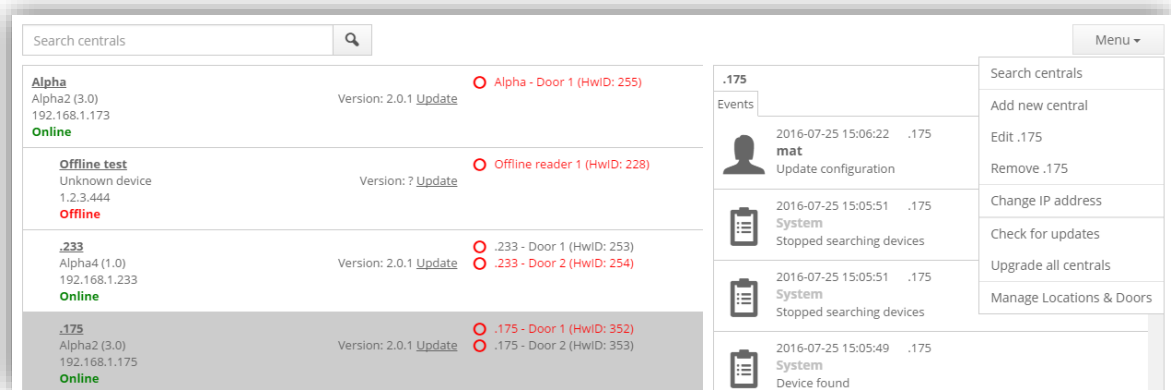 Search centrals
Menu
Alpha
Alpha2 (3.0)
192.168.1.173
Online
Version: 2.0.1 Update
Alpha - Door 1 (HwID: 255)
Offline test
Unknown device
1.2.3.444
Offline
Version: ? Update
Offline reader 1 (HwID: 228)
.233
Alpha4 (1.0)
192.168.1.233
Online
Version: 2.0.1 Update
.233 - Door 1 (HwID: 253)
.233 - Door 2 (HwID: 254)
.175
Alpha2 (3.0)
192.168.1.175
Online
Version: 2.0.1 Update
.175 - Door 1 (HwID: 352)
.175 - Door 2 (HwID: 353)
.175
Events
2016-07-25 15:06:22 .175
mat
Update configuration
2016-07-25 15:05:51 .175
System
Stopped searching devices
2016-07-25 15:05:51 .175
System
Stopped searching devices
2016-07-25 15:05:49 .175
System
Device found
Search centrals
Add new central
Edit .175
Remove .175
Change IP address
Check for updates
Upgrade all centrals
Manage Locations & Doors